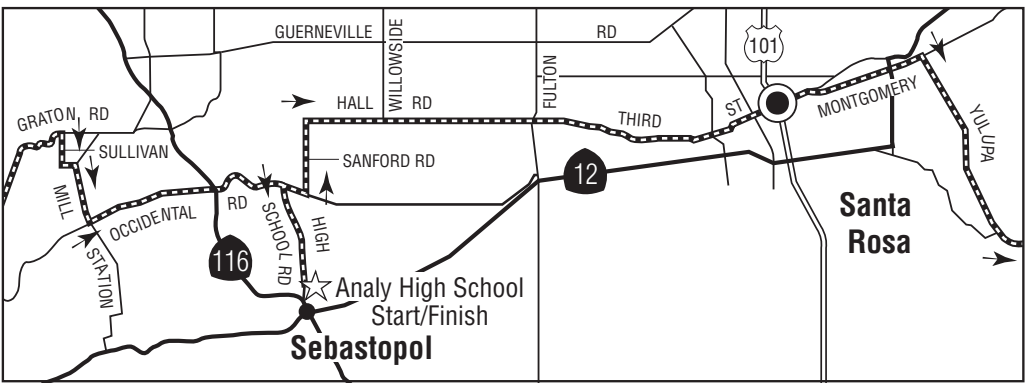 GUERNEVILLE RD
WILLOWSIDE
FULTON
101
HALL RD
THIRD ST
MONTGOMERY
YULUPA
GRATON RD
SULLIVAN
SANFORD RD
12
MILL STATION
OCCIDENTAL RD
HIGH SCHOOL RD
116
Santa
Rosa
Analy High School
Start/Finish
Sebastopol